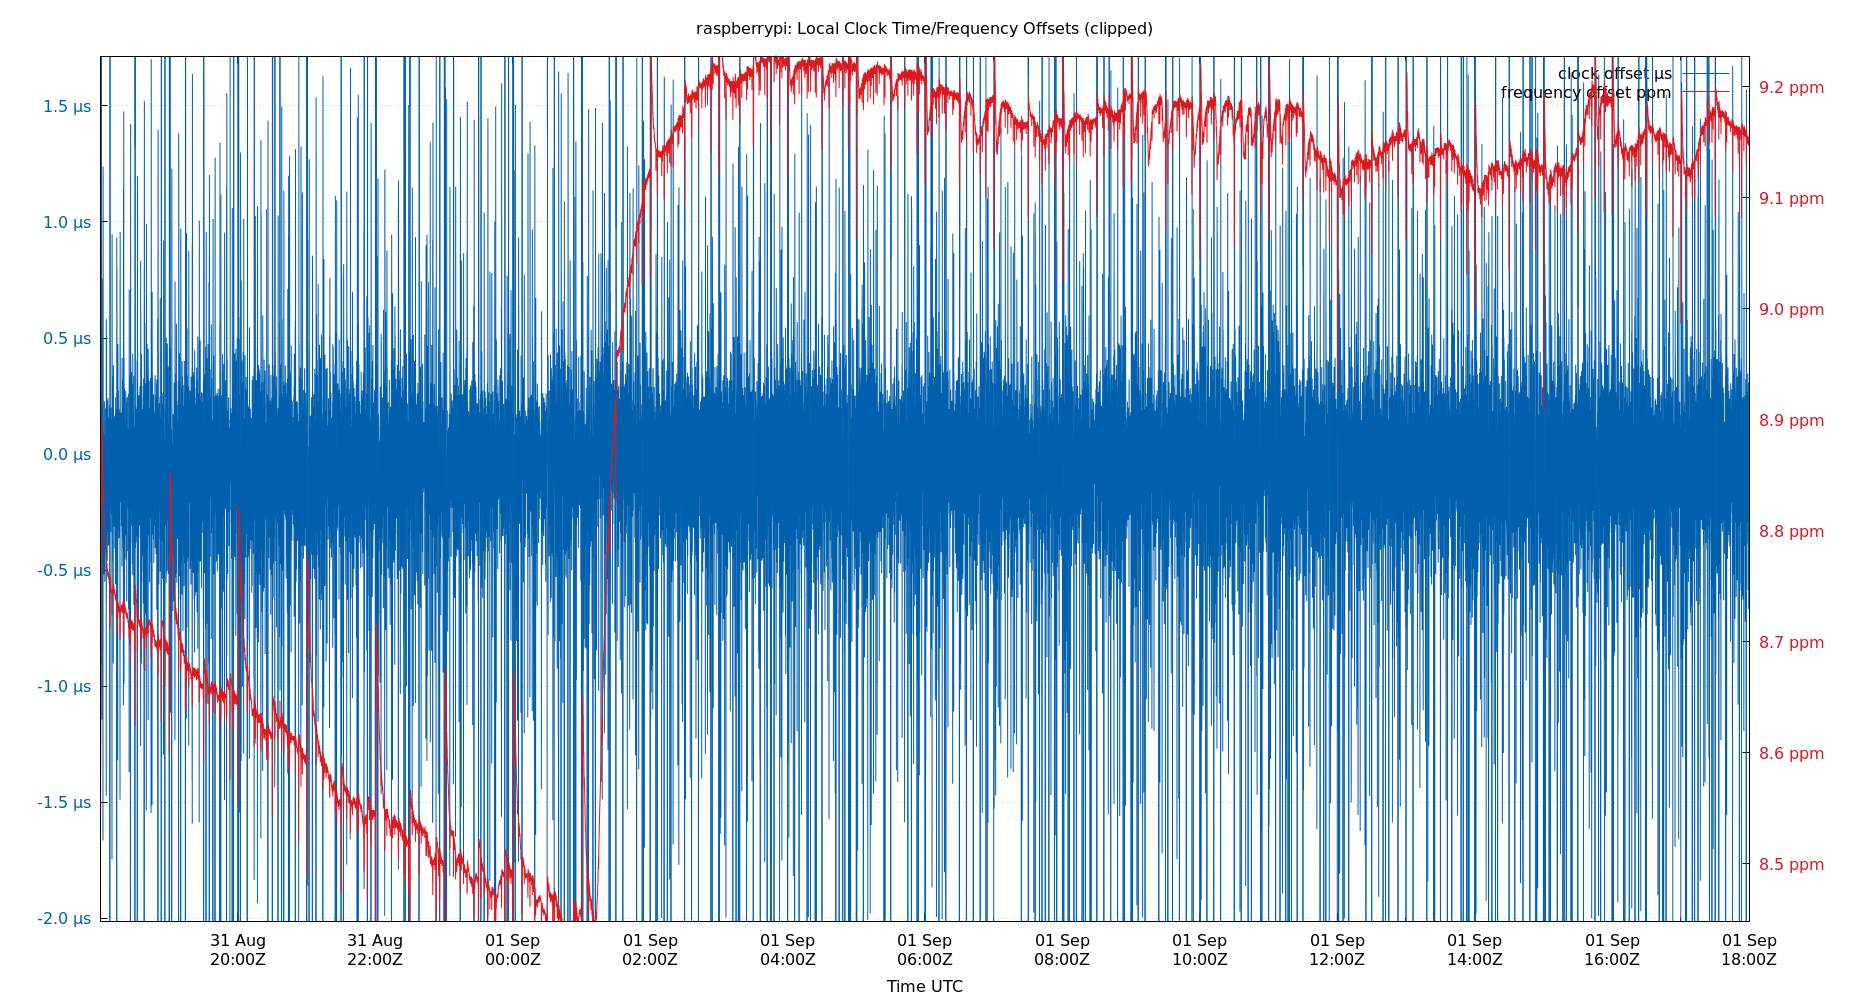 raspberrypi: Local Clock Time/Frequency Offsets (clipped)
clock offset µs
frequency offset ppm
1.5 µs
1.0 µs
0.5 µs
0.0 µs
-0.5 µs
-1.0 µs
-1.5 µs
-2.0 µs
9.2 ppm
9.1 ppm
9.0 ppm
8.9 ppm
8.8 ppm
8.7 ppm
8.6 ppm
8.5 ppm
31 Aug
20:00Z
31 Aug
22:00Z
01 Sep
00:00Z
01 Sep
02:00Z
01 Sep
04:00Z
01 Sep
06:00Z
01 Sep
08:00Z
01 Sep
10:00Z
01 Sep
12:00Z
01 Sep
14:00Z
01 Sep
16:00Z
01 Sep
18:00Z
Time UTC